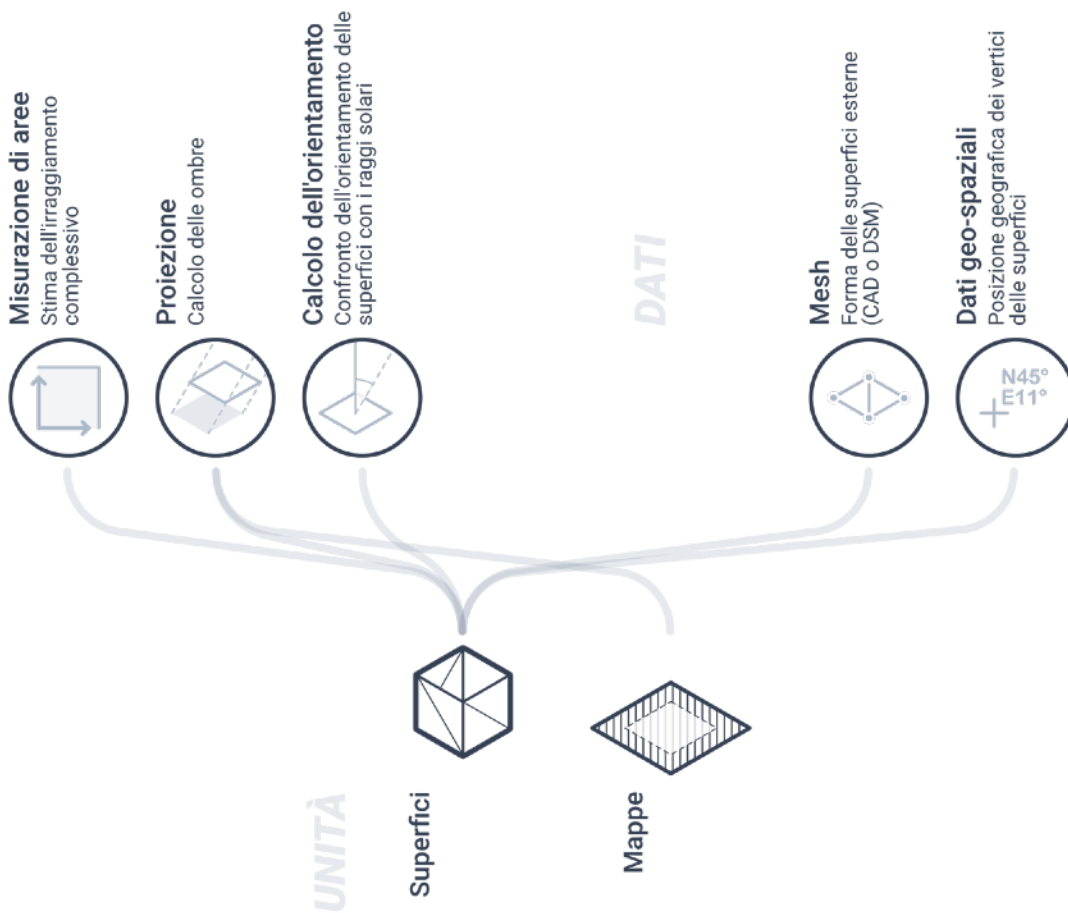 Misurazione di aree
Stima dell'irraggiamento
complessivo
Proiezione
Calcolo delle ombre
Calcolo dell'orientamento
Confronto dell'orientamento delle
superfici con i raggi solari
DATI
Mesh
Forma delle superfici esterne
(CAD o DSM)
Dati geo-spaziali
Posizione geografica dei vertici
delle superfici
N45°
E11°
UNITÀ
Superfici
Mappe